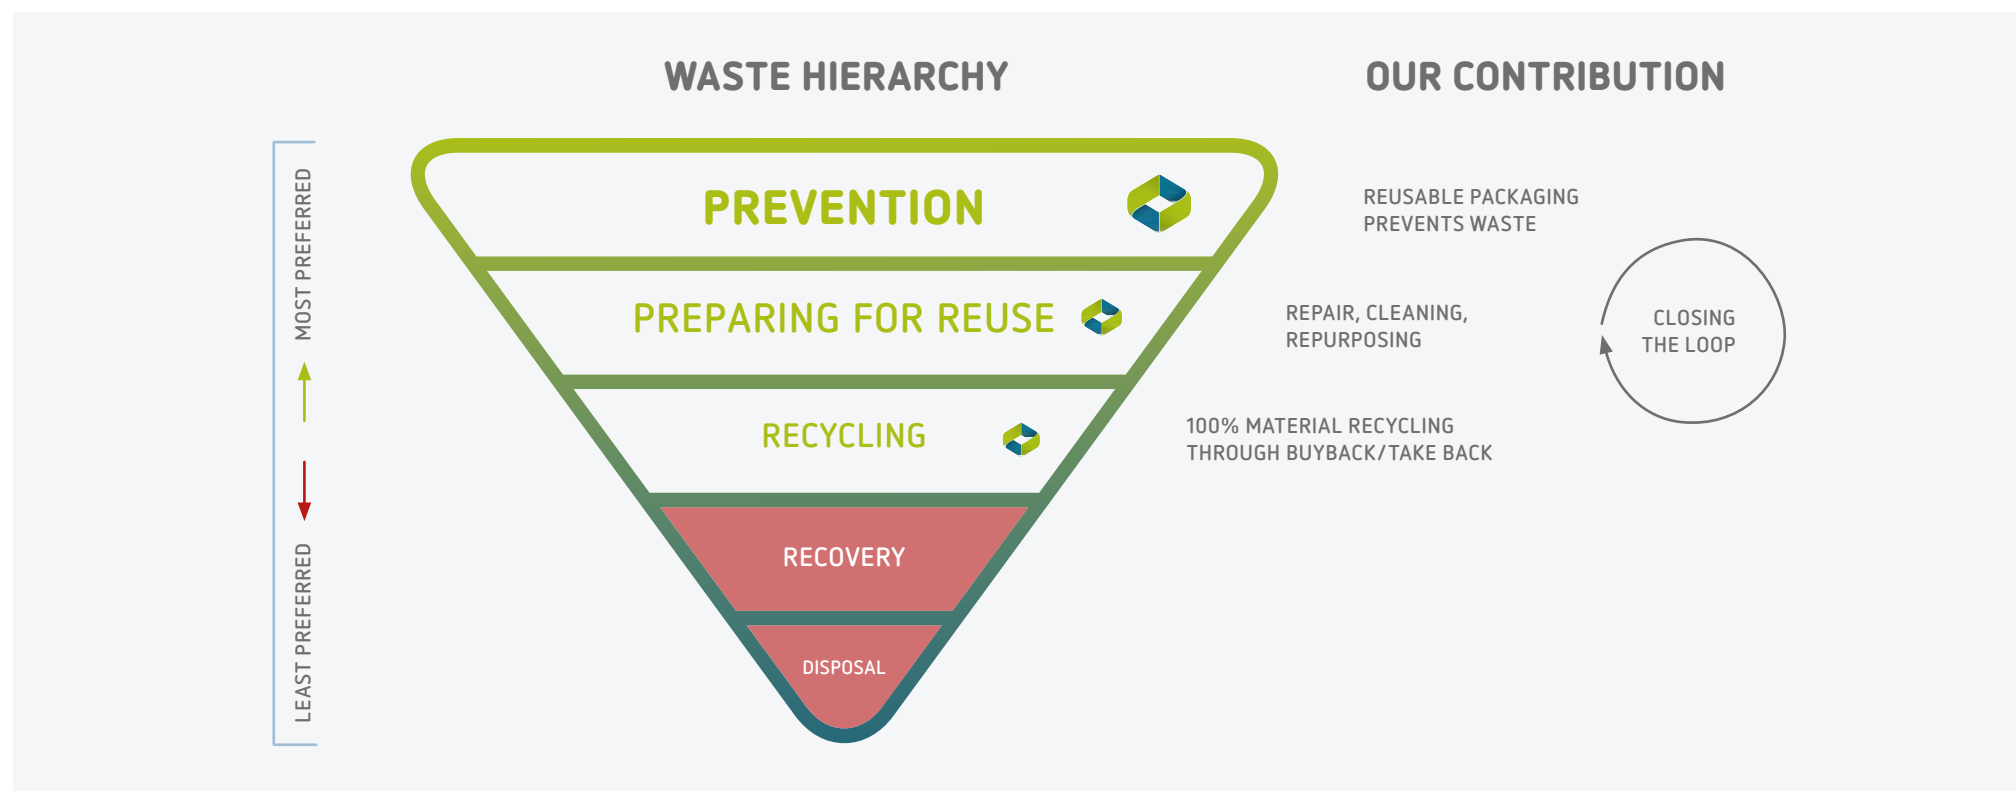 WASTE HIERARCHY
OUR CONTRIBUTION
MOST PREFERRED
LEAST PREFERRED
PREVENTION
REUSABLE PACKAGING
PREVENTS WASTE
PREPARING FOR REUSE
REPAIR, CLEANING,
REPURPOSING
CLOSING
THE LOOP
RECYCLING
100% MATERIAL RECYCLING
THROUGH BUYBACK/TAKE BACK
RECOVERY
DISPOSAL